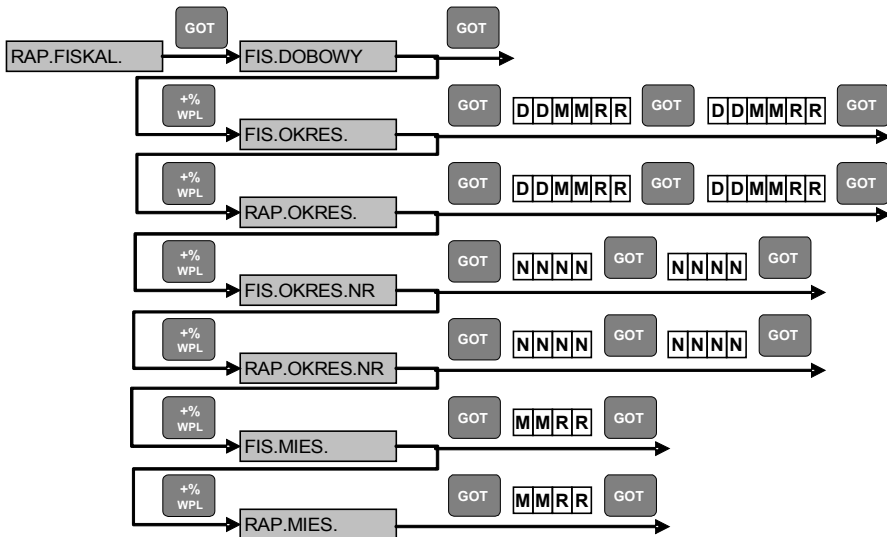 GOT GOT
RAP.FISKAL. FIS.DOBOWY
+%
WPL
GOT DDMMRR GOT DDMMRR GOT
FIS.OKRES.
+%
WPL
GOT DDMMRR GOT DDMMRR GOT
RAP.OKRES.
+%
WPL
GOT NNNN GOT NNNN GOT
FIS.OKRES.NR
+%
WPL
GOT NNNN GOT NNNN GOT
RAP.OKRES.NR
+%
WPL
GOT MMRR GOT
FIS.MIES.
+%
WPL
GOT MMRR GOT
RAP.MIES.